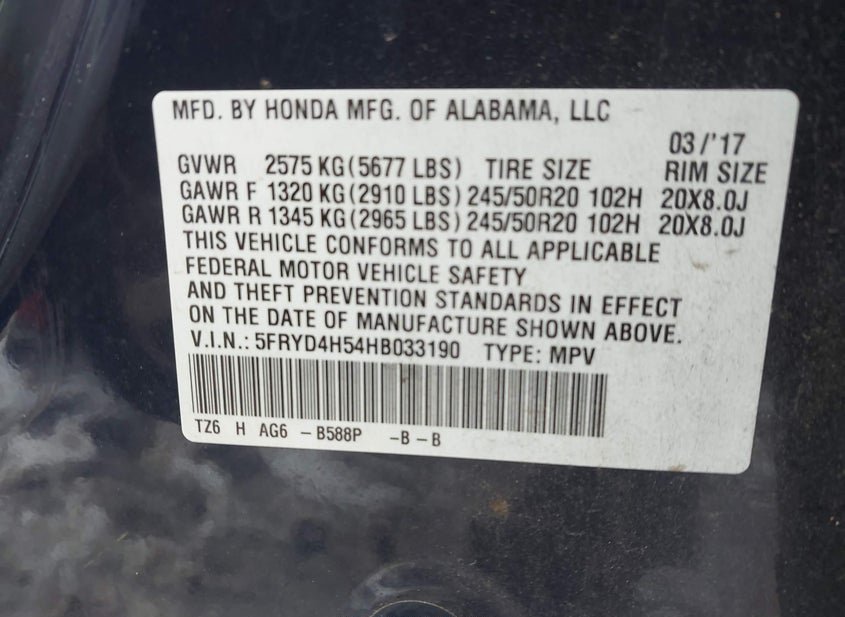 MFD. BY HONDA MFG. OF ALABAMA, LLC
03/'17
GVWR 2575 KG(5677 LBS) TIRE SIZE RIM SIZE
GAWR F 1320 KG(2910 LBS) 245/50R20 102H 20X8.0J
GAWR R 1345 KG(2965 LBS) 245/50R20 102H 20X8.0J
THIS VEHICLE CONFORMS TO ALL APPLICABLE
FEDERAL MOTOR VEHICLE SAFETY
AND THEFT PREVENTION STANDARDS IN EFFECT
ON THE DATE OF MANUFACTURE SHOWN ABOVE.
V.I.N.: 5FRYD4H54HB033190 TYPE: MPV
TZ6 H AG6 -B588P -B-B